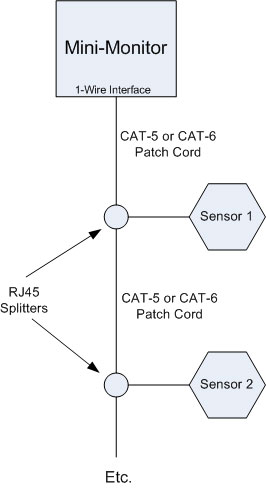 Mini-Monitor
1-Wire Interface
CAT-5 or CAT-6
Patch Cord
Sensor 1
RJ45
Splitters
CAT-5 or CAT-6
Patch Cord
Sensor 2
Etc.